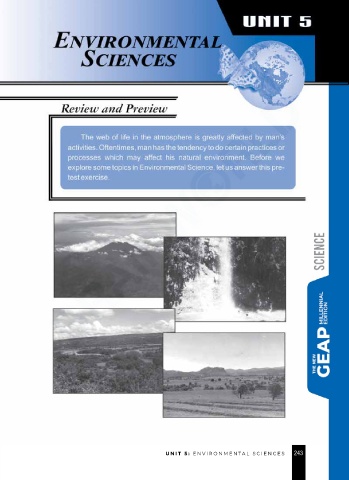 UNIT 5
ENVIRONMENTAL
SCIENCES
Review and Preview
The web of life in the atmosphere is greatly affected by man's
activities. Oftentimes, man has the tendency to do certain practices or
processes which may affect his natural environment. Before we
explore some topics in Environmental Science, let us answer this pre-
test exercise.
SCIENCE
THE NEW
GEAP MILLENNIAL
EDITION
UNIT 5: ENVIRONMENTAL SCIENCES 243